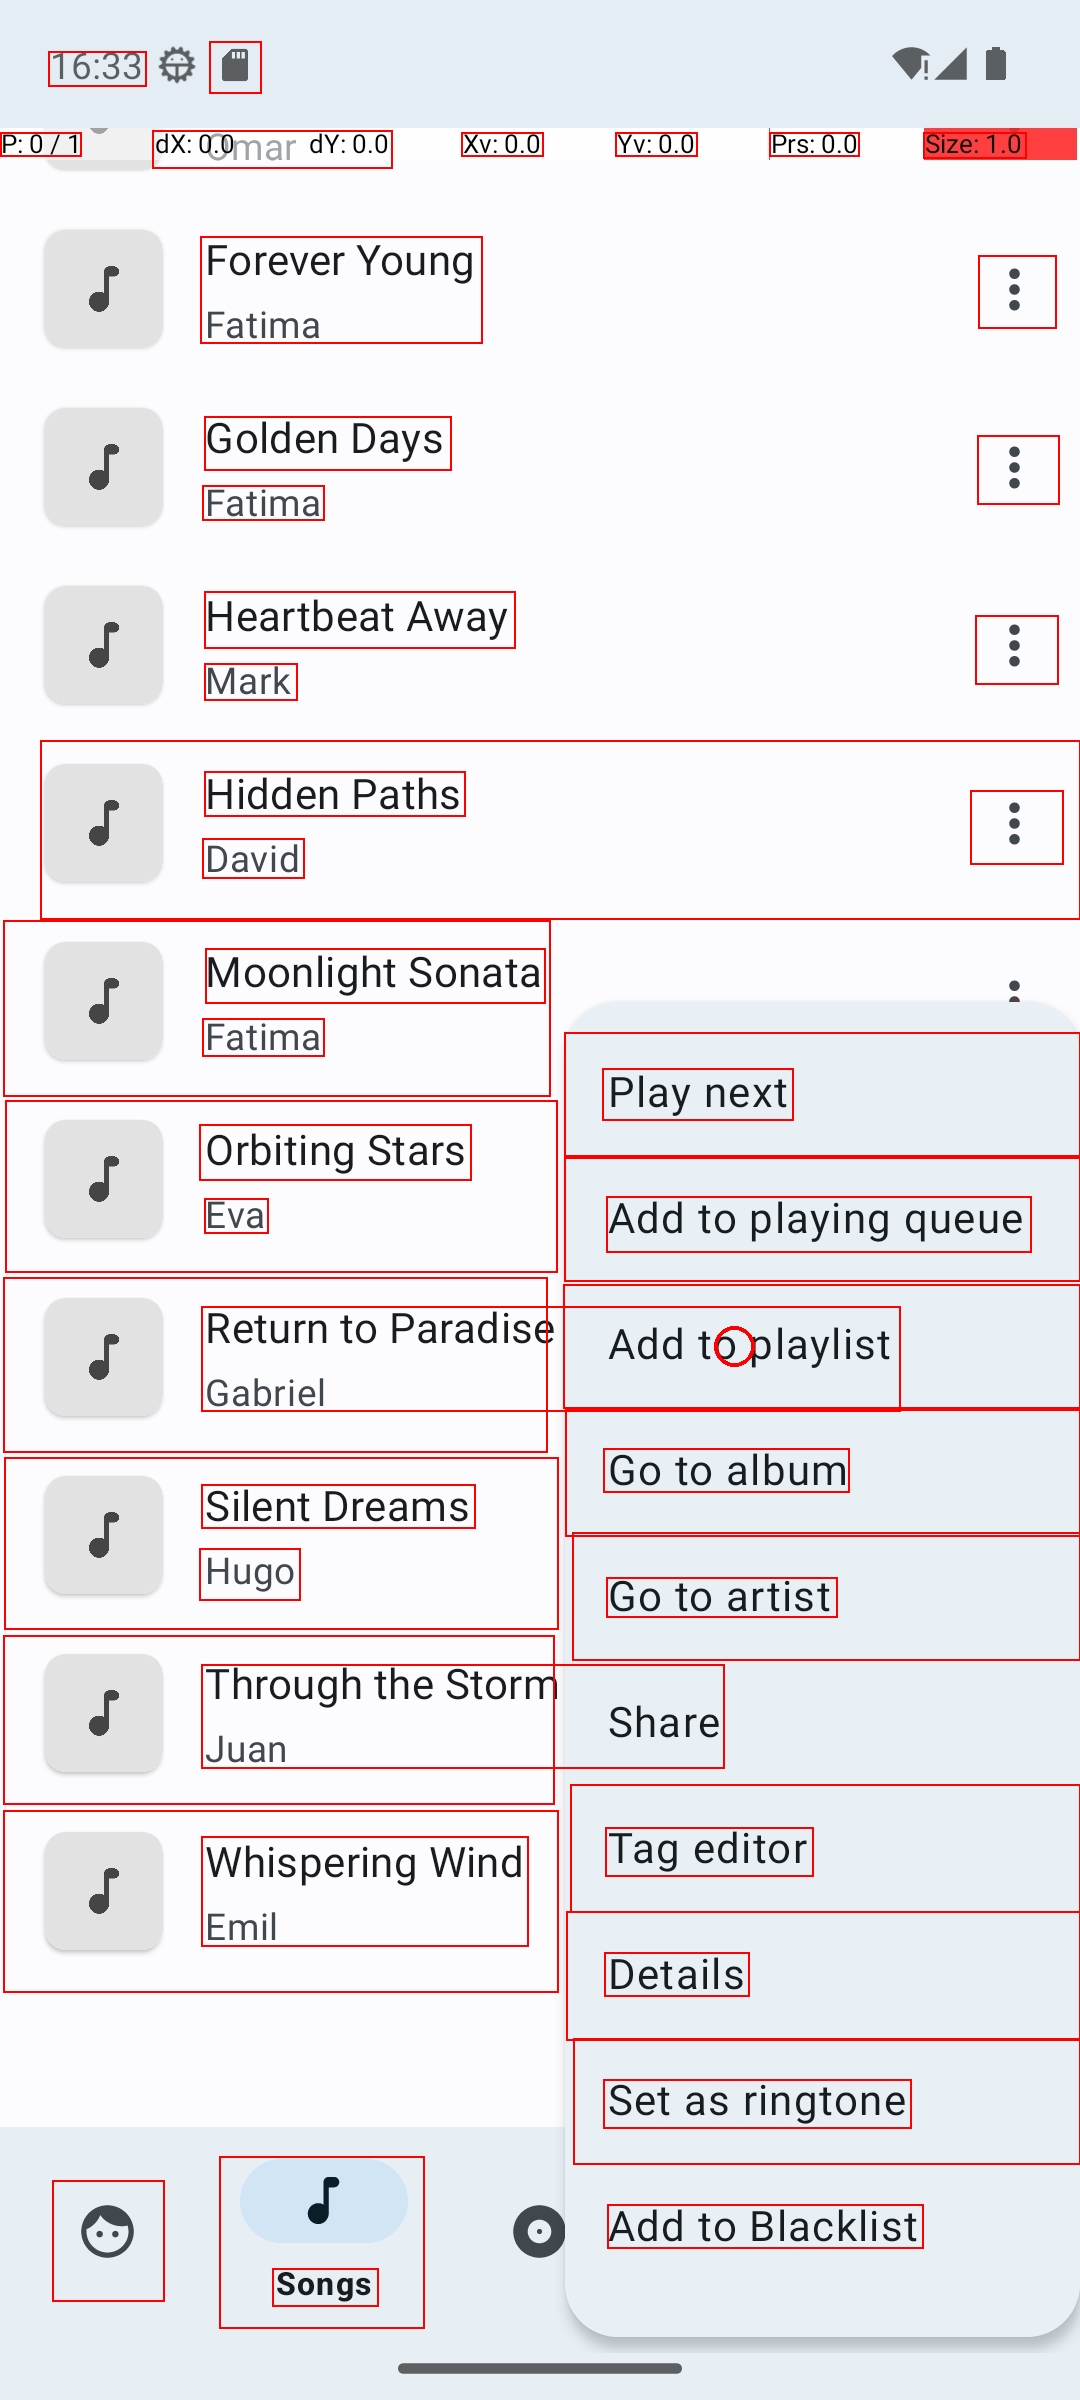 16:33
P: 0 / 1 dX: 0.0 dY: 0.0 Xv: 0.0 Yv: 0.0 Prs: 0.0 Size: 1.0
Omar
Forever Young
Fatima
Golden Days
Fatima
Heartbeat Away
Mark
Hidden Paths
David
Moonlight Sonata
Fatima
Orbiting Stars
Eva
Return to Paradise
Gabriel
Silent Dreams
Hugo
Through the Storm
Juan
Whispering Wind
Emil
Play next
Add to playing queue
Add to playlist
Go to album
Go to artist
Share
Tag editor
Details
Set as ringtone
Add to Blacklist
Songs